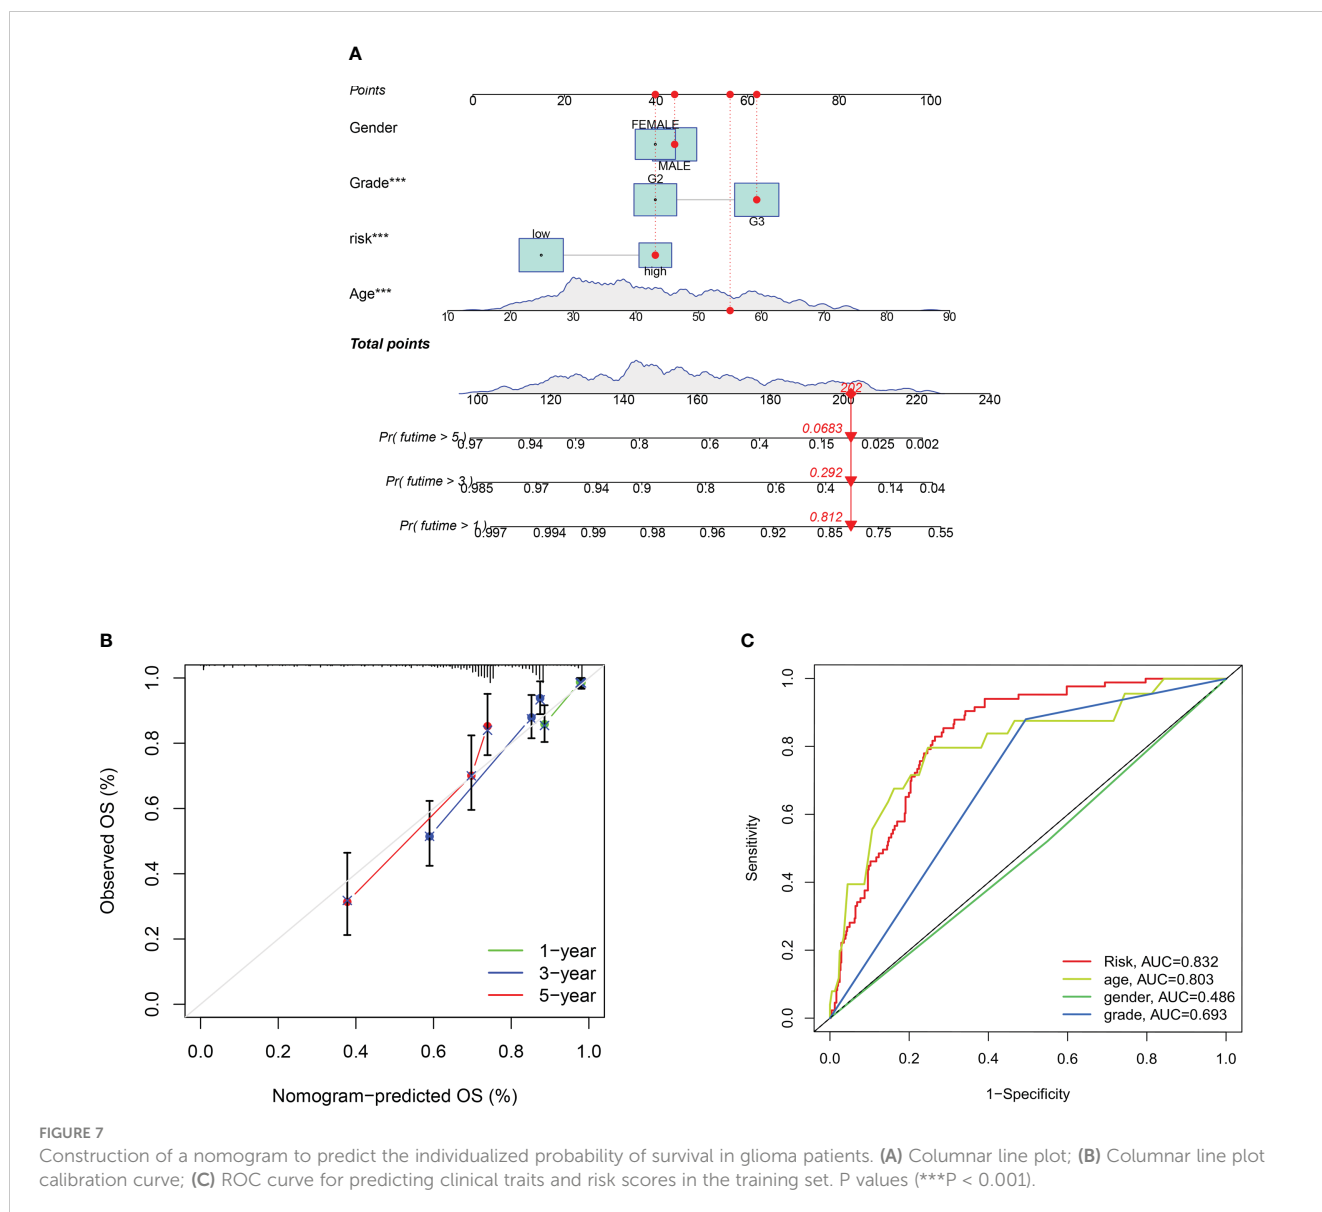 A
Points
0 20 40 60 80 100
Gender
FEMALE
MALE
Grade***
G2
G3
risk***
low
high
Age***
10 20 30 40 50 60 70 80 90
Total points
202
100 120 140 160 180 200 220 240
Pr( futime > 5 )
0.0683
0.97 0.94 0.9 0.8 0.6 0.4 0.15 0.025 0.002
Pr( futime > 3 )
0.292
0.985 0.97 0.94 0.9 0.8 0.6 0.4 0.14 0.04
Pr( futime > 1 )
0.812
0.997 0.994 0.99 0.98 0.96 0.92 0.85 0.75 0.55
B
Observed OS (%)
1.0
0.8
0.6
0.4
0.2
0.0
1−year
3−year
5−year
0.0 0.2 0.4 0.6 0.8 1.0
Nomogram−predicted OS (%)
C
Sensitivity
1.0
0.8
0.6
0.4
0.2
0.0
Risk, AUC=0.832
age, AUC=0.803
gender, AUC=0.486
grade, AUC=0.693
0.0 0.2 0.4 0.6 0.8 1.0
1−Specificity
FIGURE 7
Construction of a nomogram to predict the individualized probability of survival in glioma patients. (A) Columnar line plot; (B) Columnar line plot
calibration curve; (C) ROC curve for predicting clinical traits and risk scores in the training set. P values (***P < 0.001).